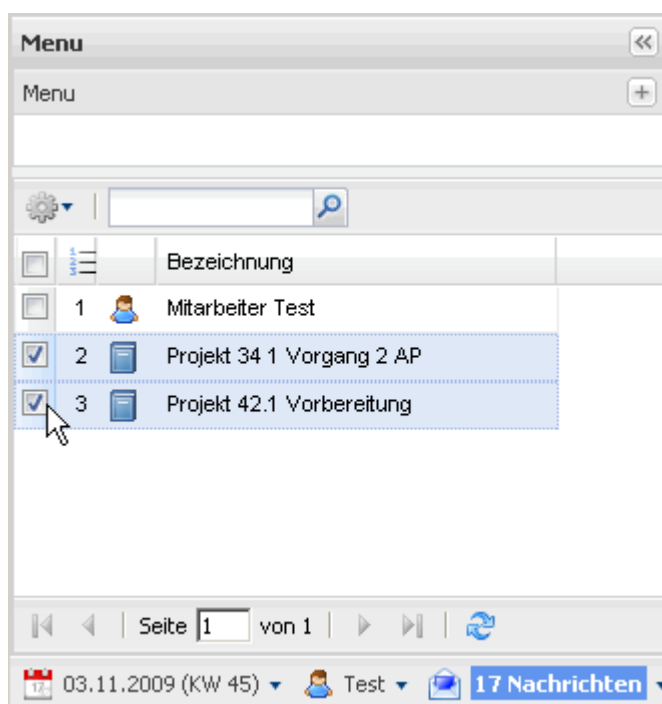 Menu
Menu
Bezeichnung
1 Mitarbeiter Test
2 Projekt 34 1 Vorgang 2 AP
3 Projekt 42.1 Vorbereitung
Seite 1 von 1
03.11.2009 (KW 45) Test 17 Nachrichten